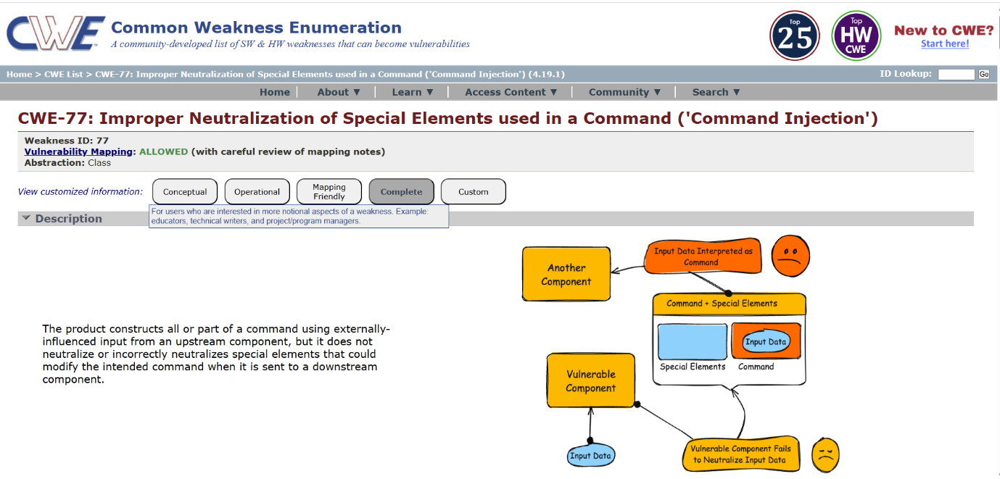 CWE™ Common Weakness Enumeration
A community-developed list of SW & HW weaknesses that can become vulnerabilities
Top
25
Top
HW
CWE
New to CWE?
Start here!
Home > CWE List > CWE-77: Improper Neutralization of Special Elements used in a Command ('Command Injection') (4.19.1)
ID Lookup:
Go
Home
About ▼
Learn ▼
Access Content ▼
Community ▼
Search ▼
CWE-77: Improper Neutralization of Special Elements used in a Command ('Command Injection')
Weakness ID: 77
Vulnerability Mapping: ALLOWED (with careful review of mapping notes)
Abstraction: Class
View customized information:
Conceptual
Operational
Mapping
Friendly
Complete
Custom
For users who are interested in more notional aspects of a weakness. Example:
educators, technical writers, and project/program managers.
Description
The product constructs all or part of a command using externally-
influenced input from an upstream component, but it does not
neutralize or incorrectly neutralizes special elements that could
modify the intended command when it is sent to a downstream
component.
Another
Component
Input Data Interpreted as
Command
Command + Special Elements
Input Data
Special Elements
Command
Vulnerable
Component
Input Data
Vulnerable Component Fails
to Neutralize Input Data